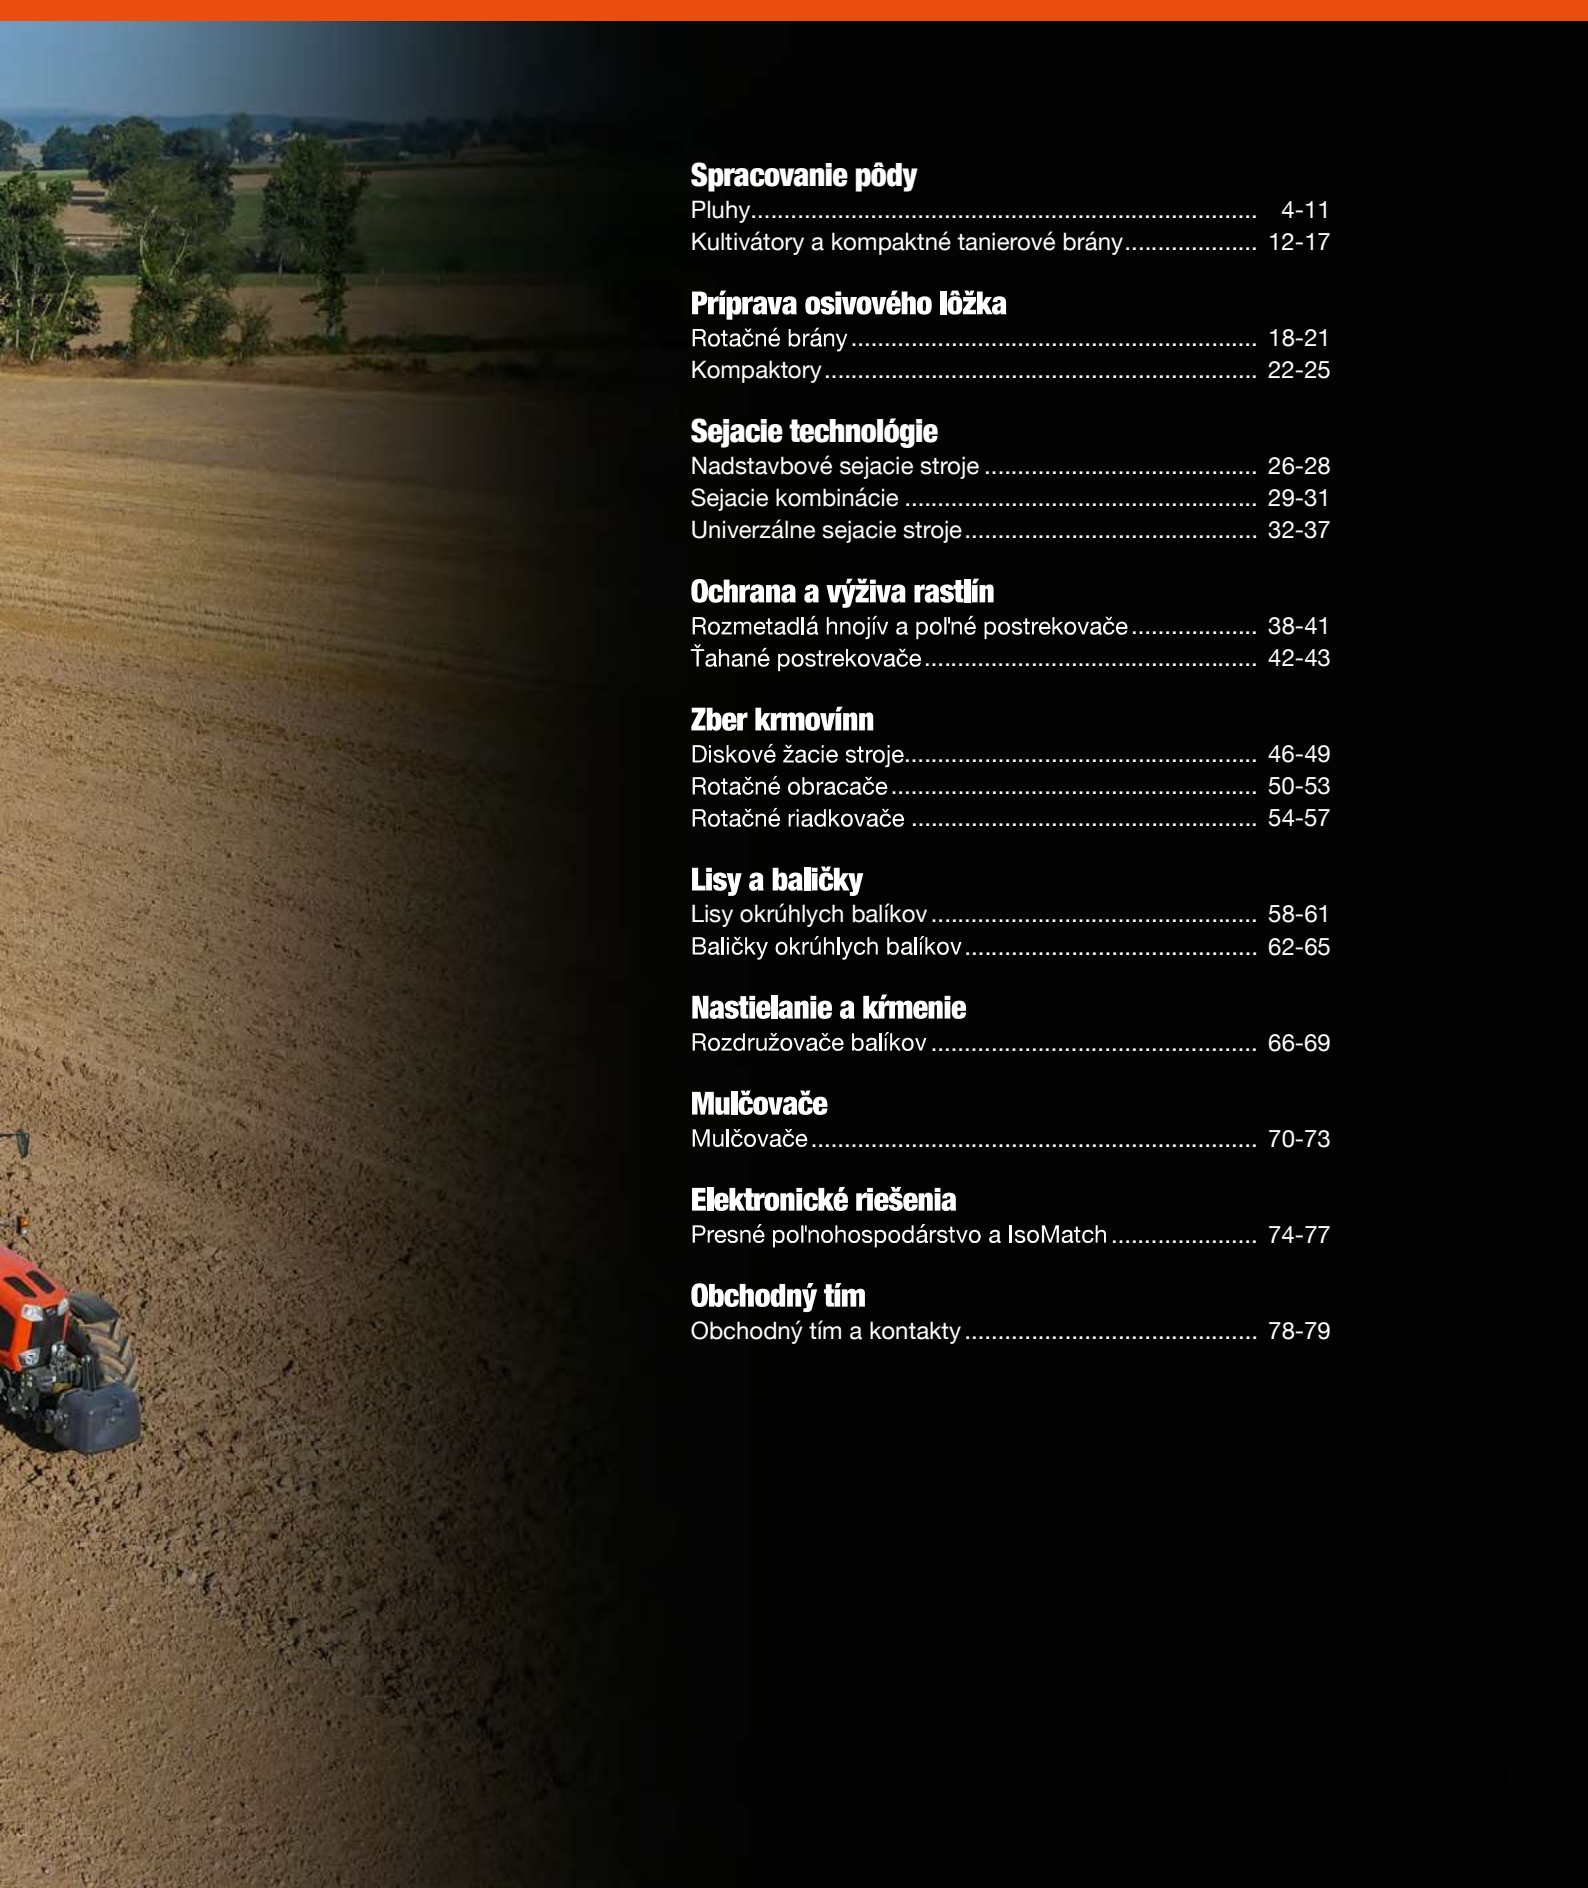 Spracovanie pôdy
Pluhy............................................................................ 4-11
Kultivátory a kompaktné tanierové brány.................... 12-17
Príprava osivového lôžka
Rotačné brány............................................................. 18-21
Kompaktory................................................................. 22-25
Sejacie technológie
Nadstavbové sejacie stroje ......................................... 26-28
Sejacie kombinácie ..................................................... 29-31
Univerzálne sejacie stroje............................................ 32-37
Ochrana a výživa rastlín
Rozmetadlá hnojív a poľné postrekovače................... 38-41
Ťahané postrekovače.................................................. 42-43
Zber krmovínn
Diskové žacie stroje..................................................... 46-49
Rotačné obracače....................................................... 50-53
Rotačné riadkovače .................................................... 54-57
Lisy a baličky
Lisy okrúhlych balíkov................................................. 58-61
Baličky okrúhlych balíkov............................................ 62-65
Nastielanie a kŕmenie
Rozdružovače balíkov................................................. 66-69
Mulčovače
Mulčovače................................................................... 70-73
Elektronické riešenia
Presné poľnohospodárstvo a IsoMatch...................... 74-77
Obchodný tím
Obchodný tím a kontakty............................................ 78-79